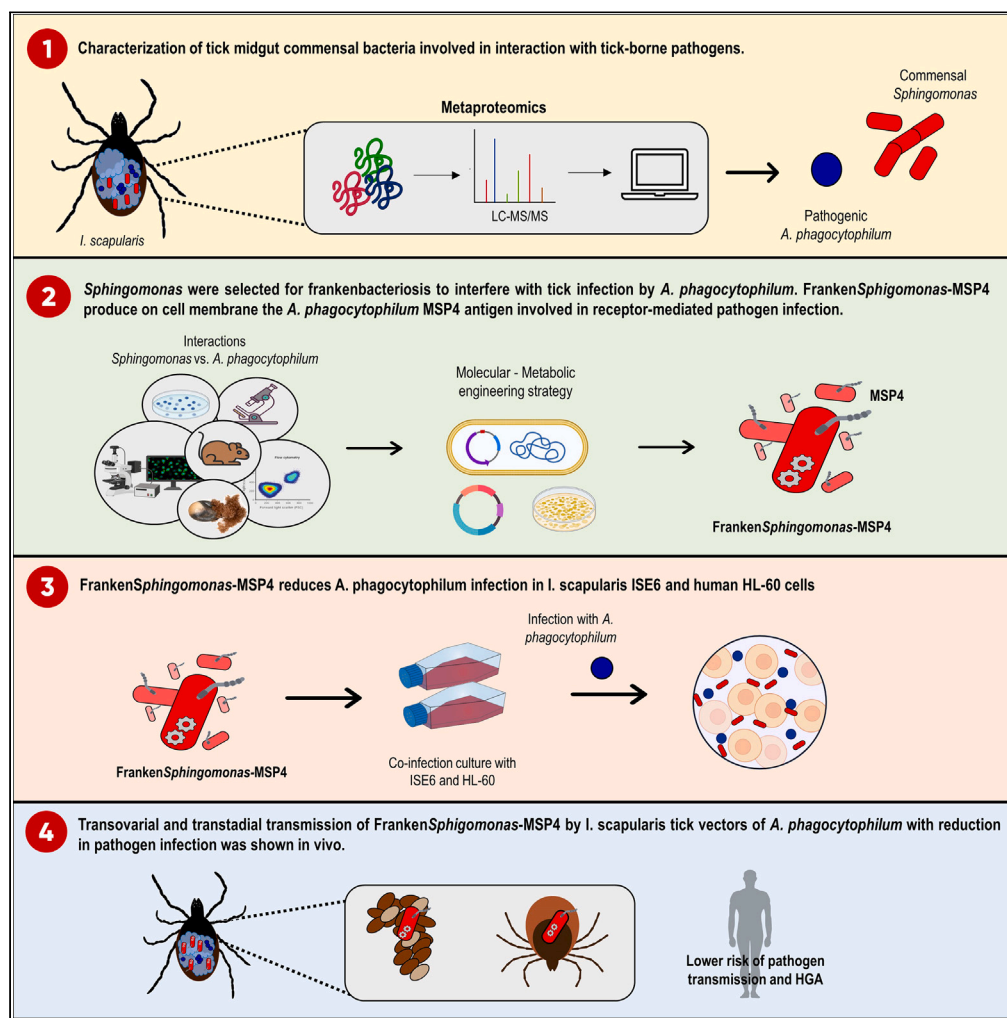 1
Characterization of tick midgut commensal bacteria involved in interaction with tick-borne pathogens.
Metaproteomics
LC-MS/MS
I. scapularis
Commensal
Sphingomonas
Pathogenic
A. phagocytophilum
2
Sphingomonas were selected for frankenbacteriosis to interfere with tick infection by A. phagocytophilum. FrankenSphigomonas-MSP4
produce on cell membrane the A. phagocytophilum MSP4 antigen involved in receptor-mediated pathogen infection.
Interactions
Sphingomonas vs. A. phagocytophilum
Flow cytometry
Molecular - Metabolic
engineering strategy
MSP4
FrankenSphingomonas-MSP4
3
FrankenSphingomonas-MSP4 reduces A. phagocytophilum infection in I. scapularis ISE6 and human HL-60 cells
FrankenSphingomonas-MSP4
Co-infection culture with
ISE6 and HL-60
Infection with A.
phagocytophilum
4
Transovarial and transtadial transmission of FrankenSphigomonas-MSP4 by I. scapularis tick vectors of A. phagocytophilum with reduction
in pathogen infection was shown in vivo.
Lower risk of pathogen
transmission and HGA